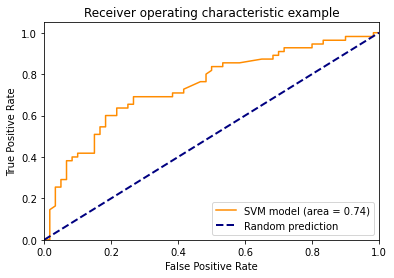 Receiver operating characteristic example
True Positive Rate
1.0
0.8
0.6
0.4
0.2
0.0
SVM model (area = 0.74)
Random prediction
0.0 0.2 0.4 0.6 0.8 1.0
False Positive Rate